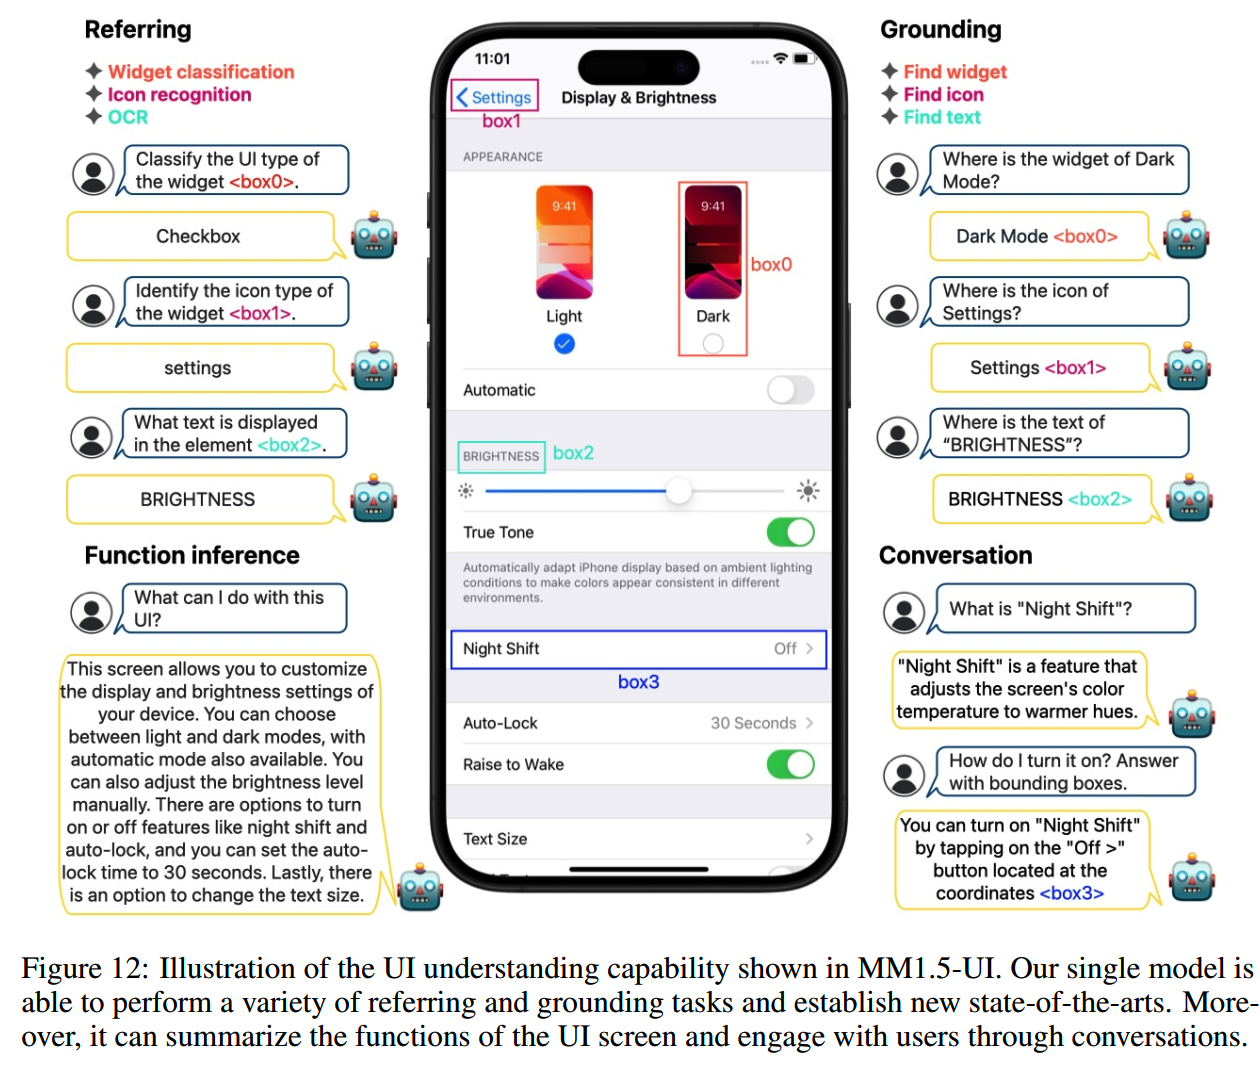 Referring
Widget classification
Icon recognition
OCR
Classify the UI type of
the widget <box0>.
Checkbox
Identify the icon type of
the widget <box1>.
settings
What text is displayed
in the element <box2>.
BRIGHTNESS
Function inference
What can I do with this
UI?
This screen allows you to customize
the display and brightness settings of
your device. You can choose
between light and dark modes, with
automatic mode also available. You
can also adjust the brightness level
manually. There are options to turn
on or off features like night shift and
auto-lock, and you can set the auto-
lock time to 30 seconds. Lastly, there
is an option to change the text size.
11:01
Settings
Display & Brightness
box1
APPEARANCE
9:41
9:41
box0
Light
Dark
Automatic
BRIGHTNESS
box2
True Tone
Automatically adapt iPhone display based on ambient lighting
conditions to make colors appear consistent in different
environments.
Night Shift
Off
box3
Auto-Lock
30 Seconds
Raise to Wake
Text Size
Grounding
Find widget
Find icon
Find text
Where is the widget of Dark
Mode?
Dark Mode <box0>
Where is the icon of
Settings?
Settings <box1>
Where is the text of
“BRIGHTNESS”?
BRIGHTNESS <box2>
Conversation
What is "Night Shift"?
"Night Shift" is a feature that
adjusts the screen's color
temperature to warmer hues.
How do I turn it on? Answer
with bounding boxes.
You can turn on "Night Shift"
by tapping on the "Off >"
button located at the
coordinates <box3>
Figure 12: Illustration of the UI understanding capability shown in MM1.5-UI. Our single model is
able to perform a variety of referring and grounding tasks and establish new state-of-the-arts. More-
over, it can summarize the functions of the UI screen and engage with users through conversations.